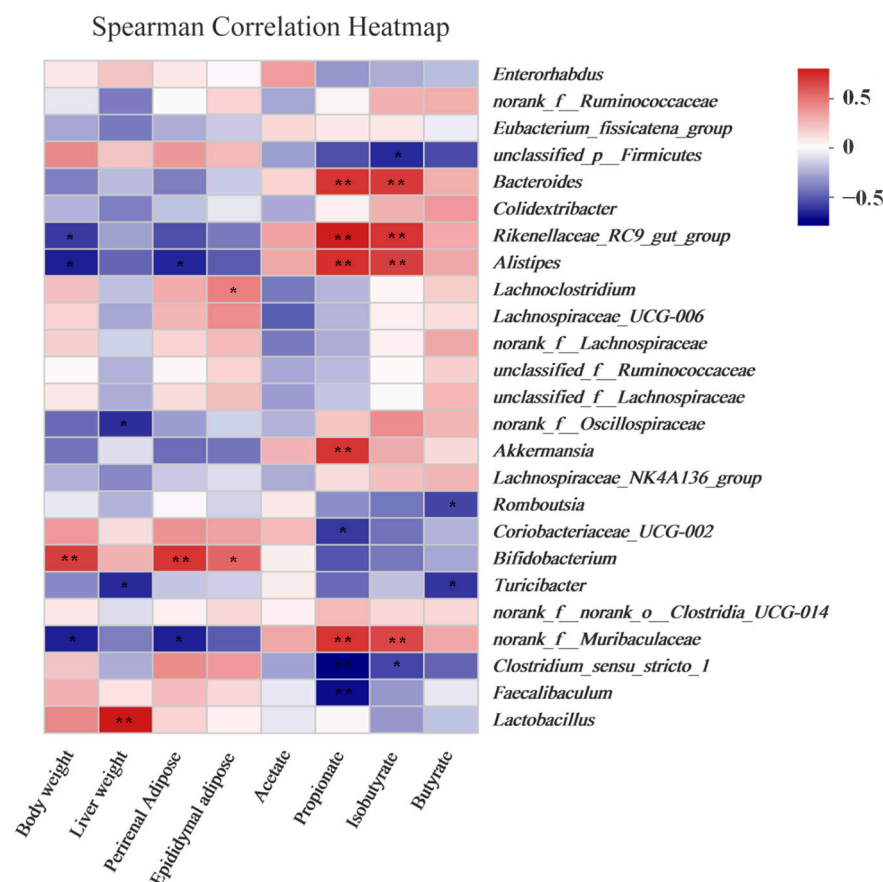 Spearman Correlation Heatmap
Enterorhabdus
norank_f__Ruminococcaceae
Eubacterium_fissicatena_group
unclassified_p__Firmicutes
*
Bacteroides
** **
Colidextribacter
Rikenellaceae_RC9_gut_group
* ** **
Alistipes
* * ** **
Lachnoclostridium
*
Lachnospiraceae_UCG-006
norank_f__Lachnospiraceae
unclassified_f__Ruminococcaceae
unclassified_f__Lachnospiraceae
norank_f__Oscillospiraceae
*
Akkermansia
**
Lachnospiraceae_NK4A136_group
Romboutsia
*
Coriobacteriaceae_UCG-002
*
Bifidobacterium
** ** *
Turicibacter
* *
norank_f__norank_o__Clostridia_UCG-014
norank_f__Muribaculaceae
* * ** **
Clostridium_sensu_stricto_1
** *
Faecalibaculum
**
Lactobacillus
**
Body weight
Liver weight
Perirenal Adipose
Epididymal adipose
Acetate
Propionate
Isobutyrate
Butyrate
0.5
0
−0.5